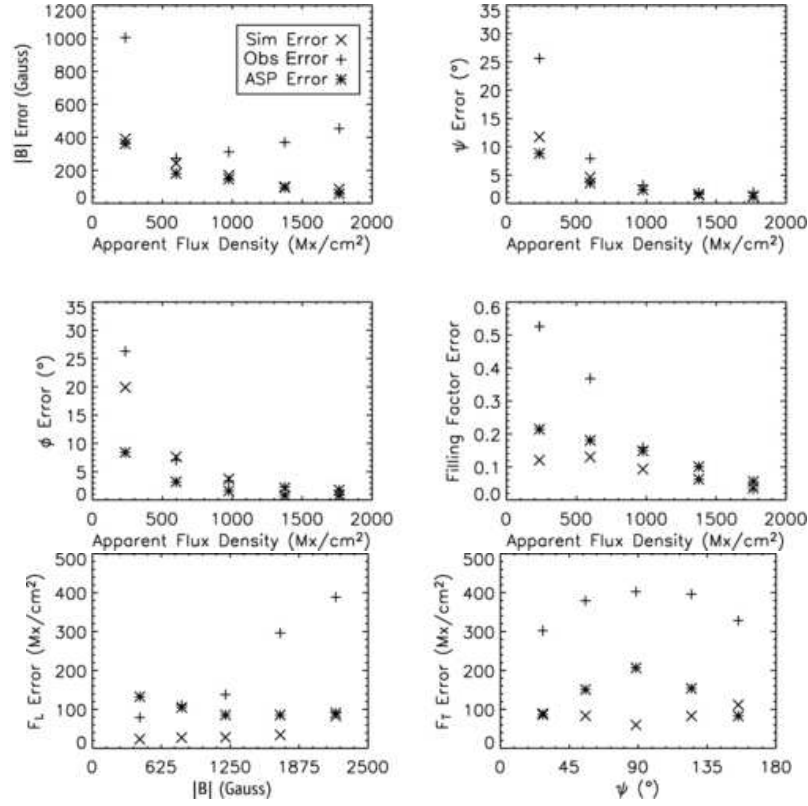 1200
1000
800
600
400
200
0
|B| Error (Gauss)
Sim Error ×
Obs Error +
ASP Error ∗
0 500 1000 1500 2000
Apparent Flux Density (Mx/cm²)
35
30
25
20
15
10
5
0
ψ Error (°)
0 500 1000 1500 2000
Apparent Flux Density (Mx/cm²)
35
30
25
20
15
10
5
0
ϕ Error (°)
0 500 1000 1500 2000
Apparent Flux Density (Mx/cm²)
0.6
0.5
0.4
0.3
0.2
0.1
0.0
Filling Factor Error
0 500 1000 1500 2000
Apparent Flux Density (Mx/cm²)
500
400
300
200
100
0
F_L Error (Mx/cm²)
0 625 1250 1875 2500
|B| (Gauss)
500
400
300
200
100
0
F_T Error (Mx/cm²)
0 45 90 135 180
ψ (°)